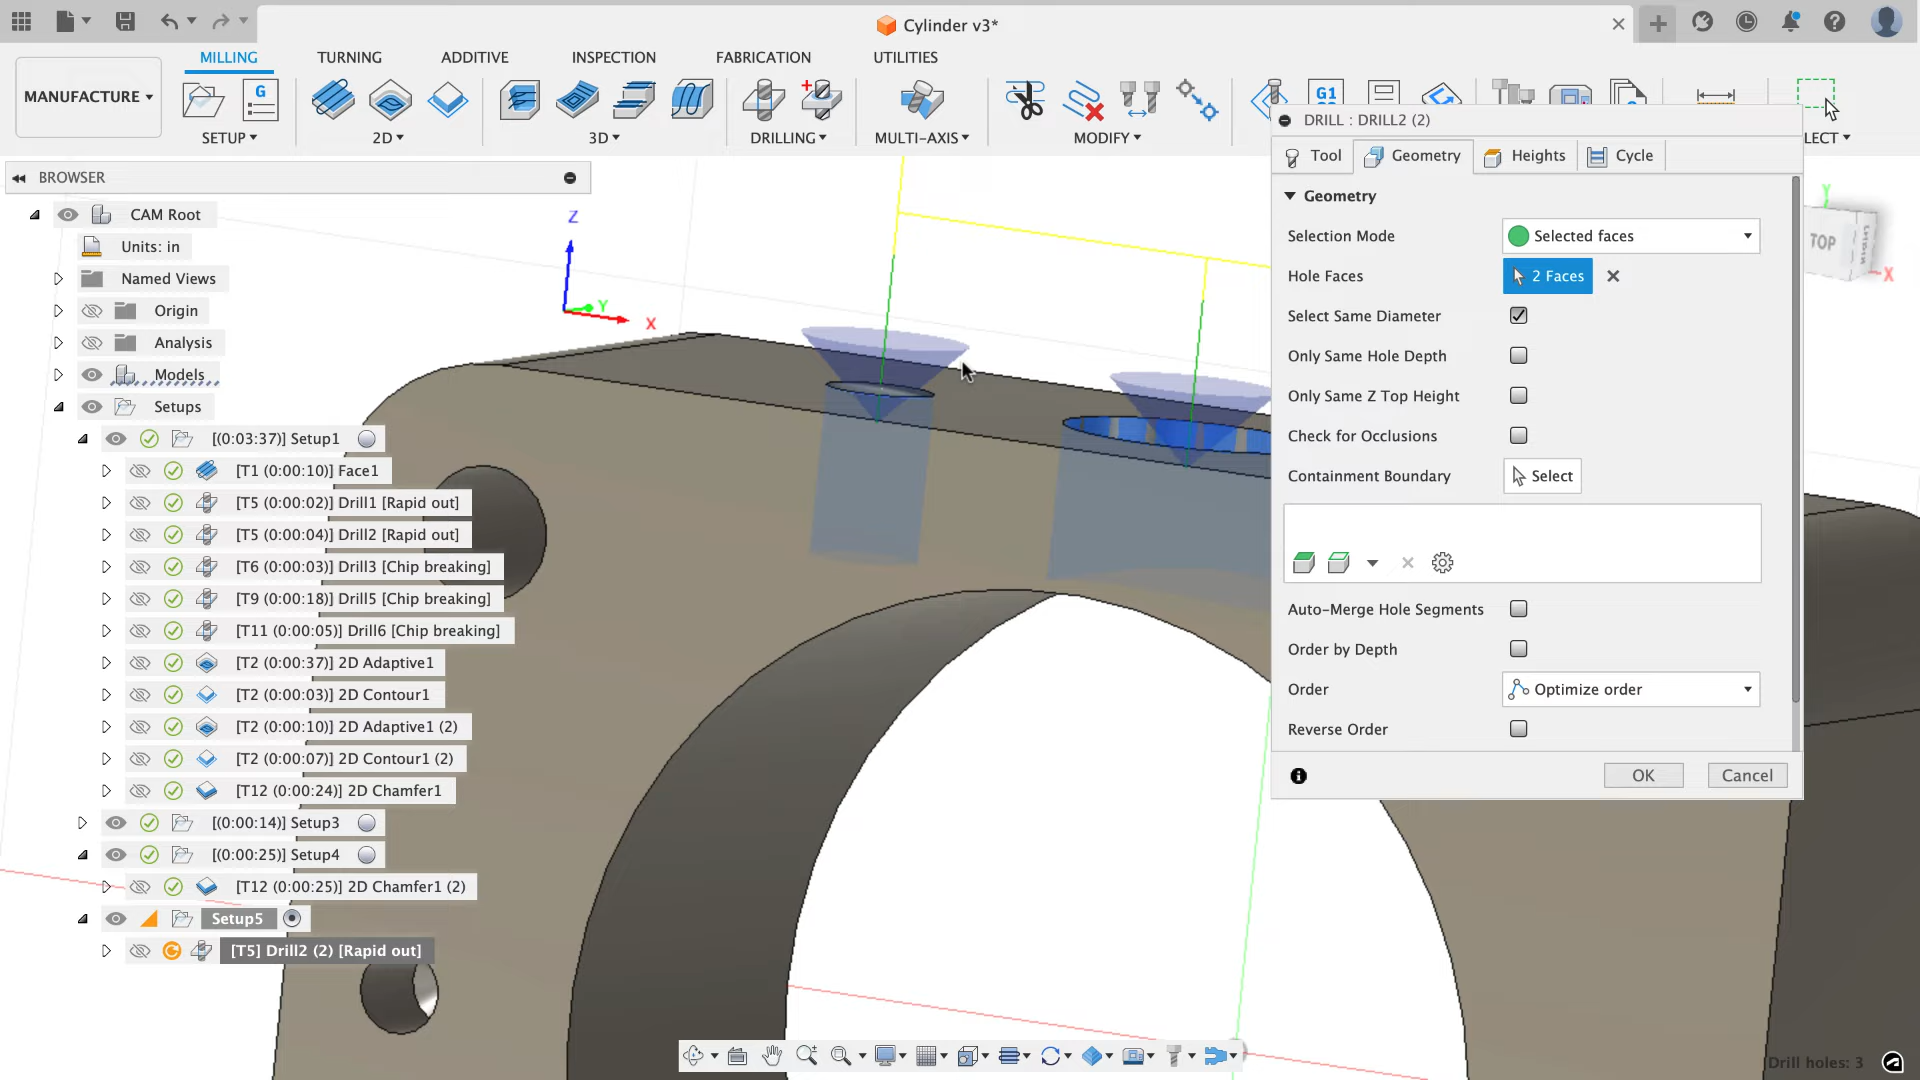 Cylinder v3*
MILLING TURNING ADDITIVE INSPECTION FABRICATION UTILITIES
MANUFACTURE
G
G1
SETUP 2D 3D DRILLING MULTI-AXIS MODIFY LECT
BROWSER
CAM Root
Units: in
Named Views
Origin
Analysis
Models
Setups
[(0:03:37)] Setup1
[T1 (0:00:10)] Face1
[T5 (0:00:02)] Drill1 [Rapid out]
[T5 (0:00:04)] Drill2 [Rapid out]
[T6 (0:00:03)] Drill3 [Chip breaking]
[T9 (0:00:18)] Drill5 [Chip breaking]
[T11 (0:00:05)] Drill6 [Chip breaking]
[T2 (0:00:37)] 2D Adaptive1
[T2 (0:00:03)] 2D Contour1
[T2 (0:00:10)] 2D Adaptive1 (2)
[T2 (0:00:07)] 2D Contour1 (2)
[T12 (0:00:24)] 2D Chamfer1
[(0:00:14)] Setup3
[(0:00:25)] Setup4
[T12 (0:00:25)] 2D Chamfer1 (2)
Setup5
[T5] Drill2 (2) [Rapid out]
Z
Y
X
DRILL : DRILL2 (2)
Tool Geometry Heights Cycle
Geometry
Selection Mode Selected faces
Hole Faces 2 Faces
Select Same Diameter
Only Same Hole Depth
Only Same Z Top Height
Check for Occlusions
Containment Boundary Select
Auto-Merge Hole Segments
Order by Depth
Order Optimize order
Reverse Order
OK Cancel
Y
TOP
X
Drill holes: 3